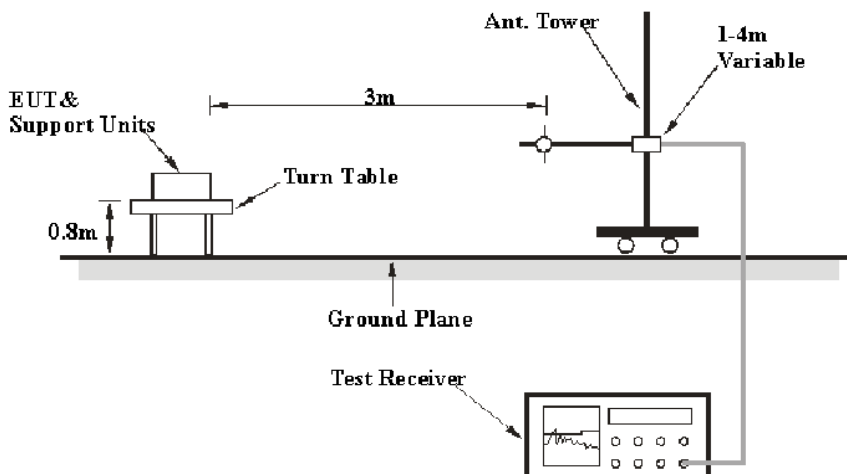 Ant. Tower
1-4m
Variable
3m
EUT&
Support Units
Turn Table
0.8m
Ground Plane
Test Receiver